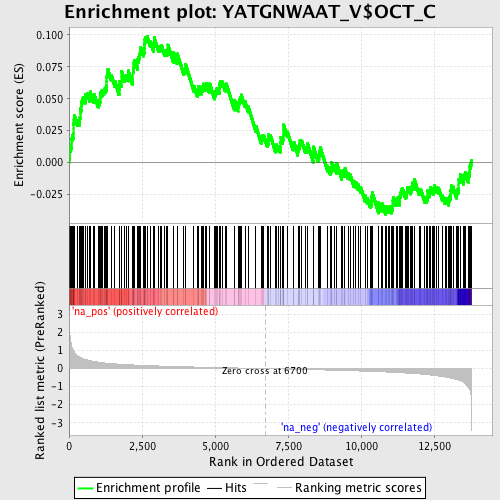 Enrichment plot: YATGNWAAT_V$OCT_C
Enrichment score (ES)
0.100
0.075
0.050
0.025
0.000
-0.025
Ranked list metric (PreRanked)
'na_pos' (positively correlated)
3
2
1
0
-1
-2
-3
Zero cross at 6700
'na_neg' (negatively correlated)
0
2,500
5,000
7,500
10,000
12,500
Rank in Ordered Dataset
Enrichment profile
Hits
Ranking metric scores